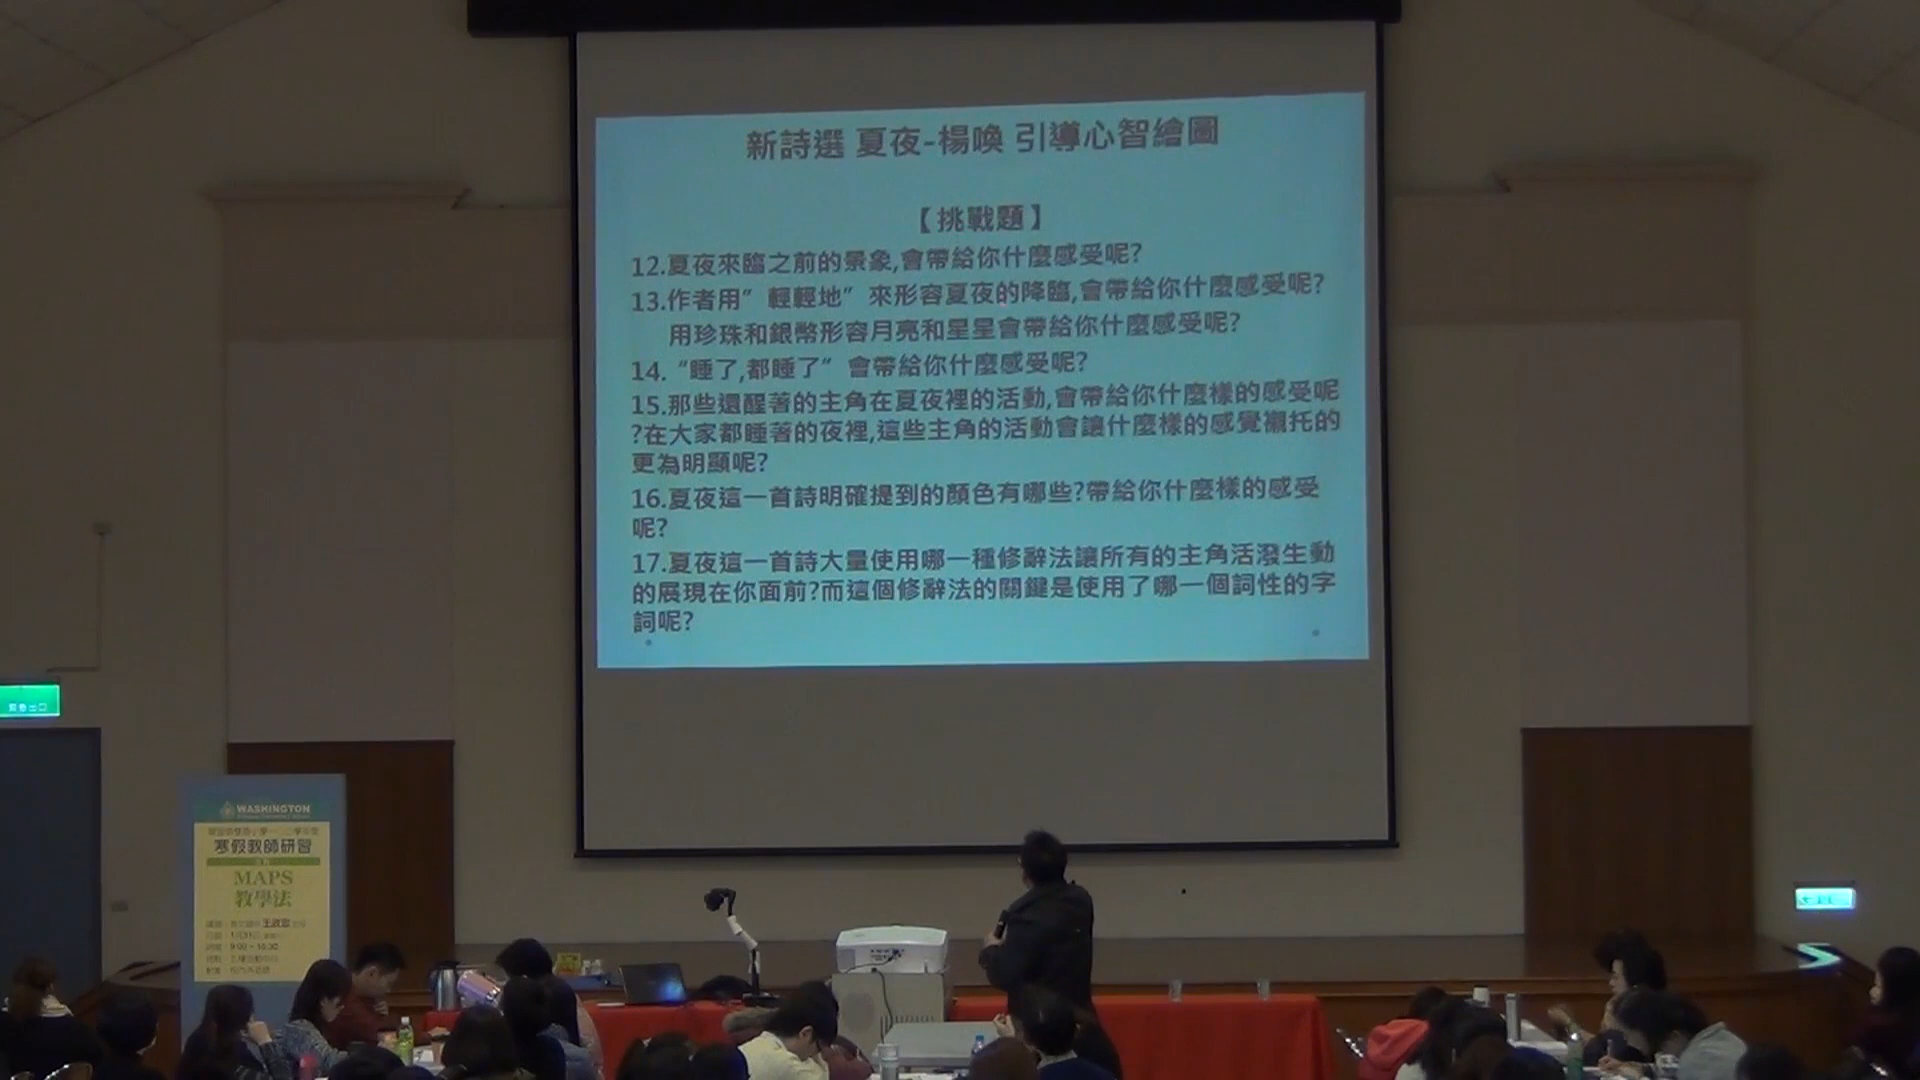 新詩選 夏夜-楊喚 引導心智繪圖
【挑戰題】
12.夏夜來臨之前的景象,會帶給你什麼感受呢?
13.作者用”輕輕地”來形容夏夜的降臨,會帶給你什麼感受呢?
用珍珠和銀幣形容月亮和星星會帶給你什麼感受呢?
14.“睡了,都睡了”會帶給你什麼感受呢?
15.那些還醒著的主角在夏夜裡的活動,會帶給你什麼樣的感受呢
?在大家都睡著的夜裡,這些主角的活動會讓什麼樣的感覺襯托的
更為明顯呢?
16.夏夜這一首詩明確提到的顏色有哪些?帶給你什麼樣的感受
呢?
17.夏夜這一首詩大量使用哪一種修辭法讓所有的主角活潑生動
的展現在你面前?而這個修辭法的關鍵是使用了哪一個詞性的字
詞呢?
WASHINGTON
寒假教師研習
MAPS
教學法
王政忠